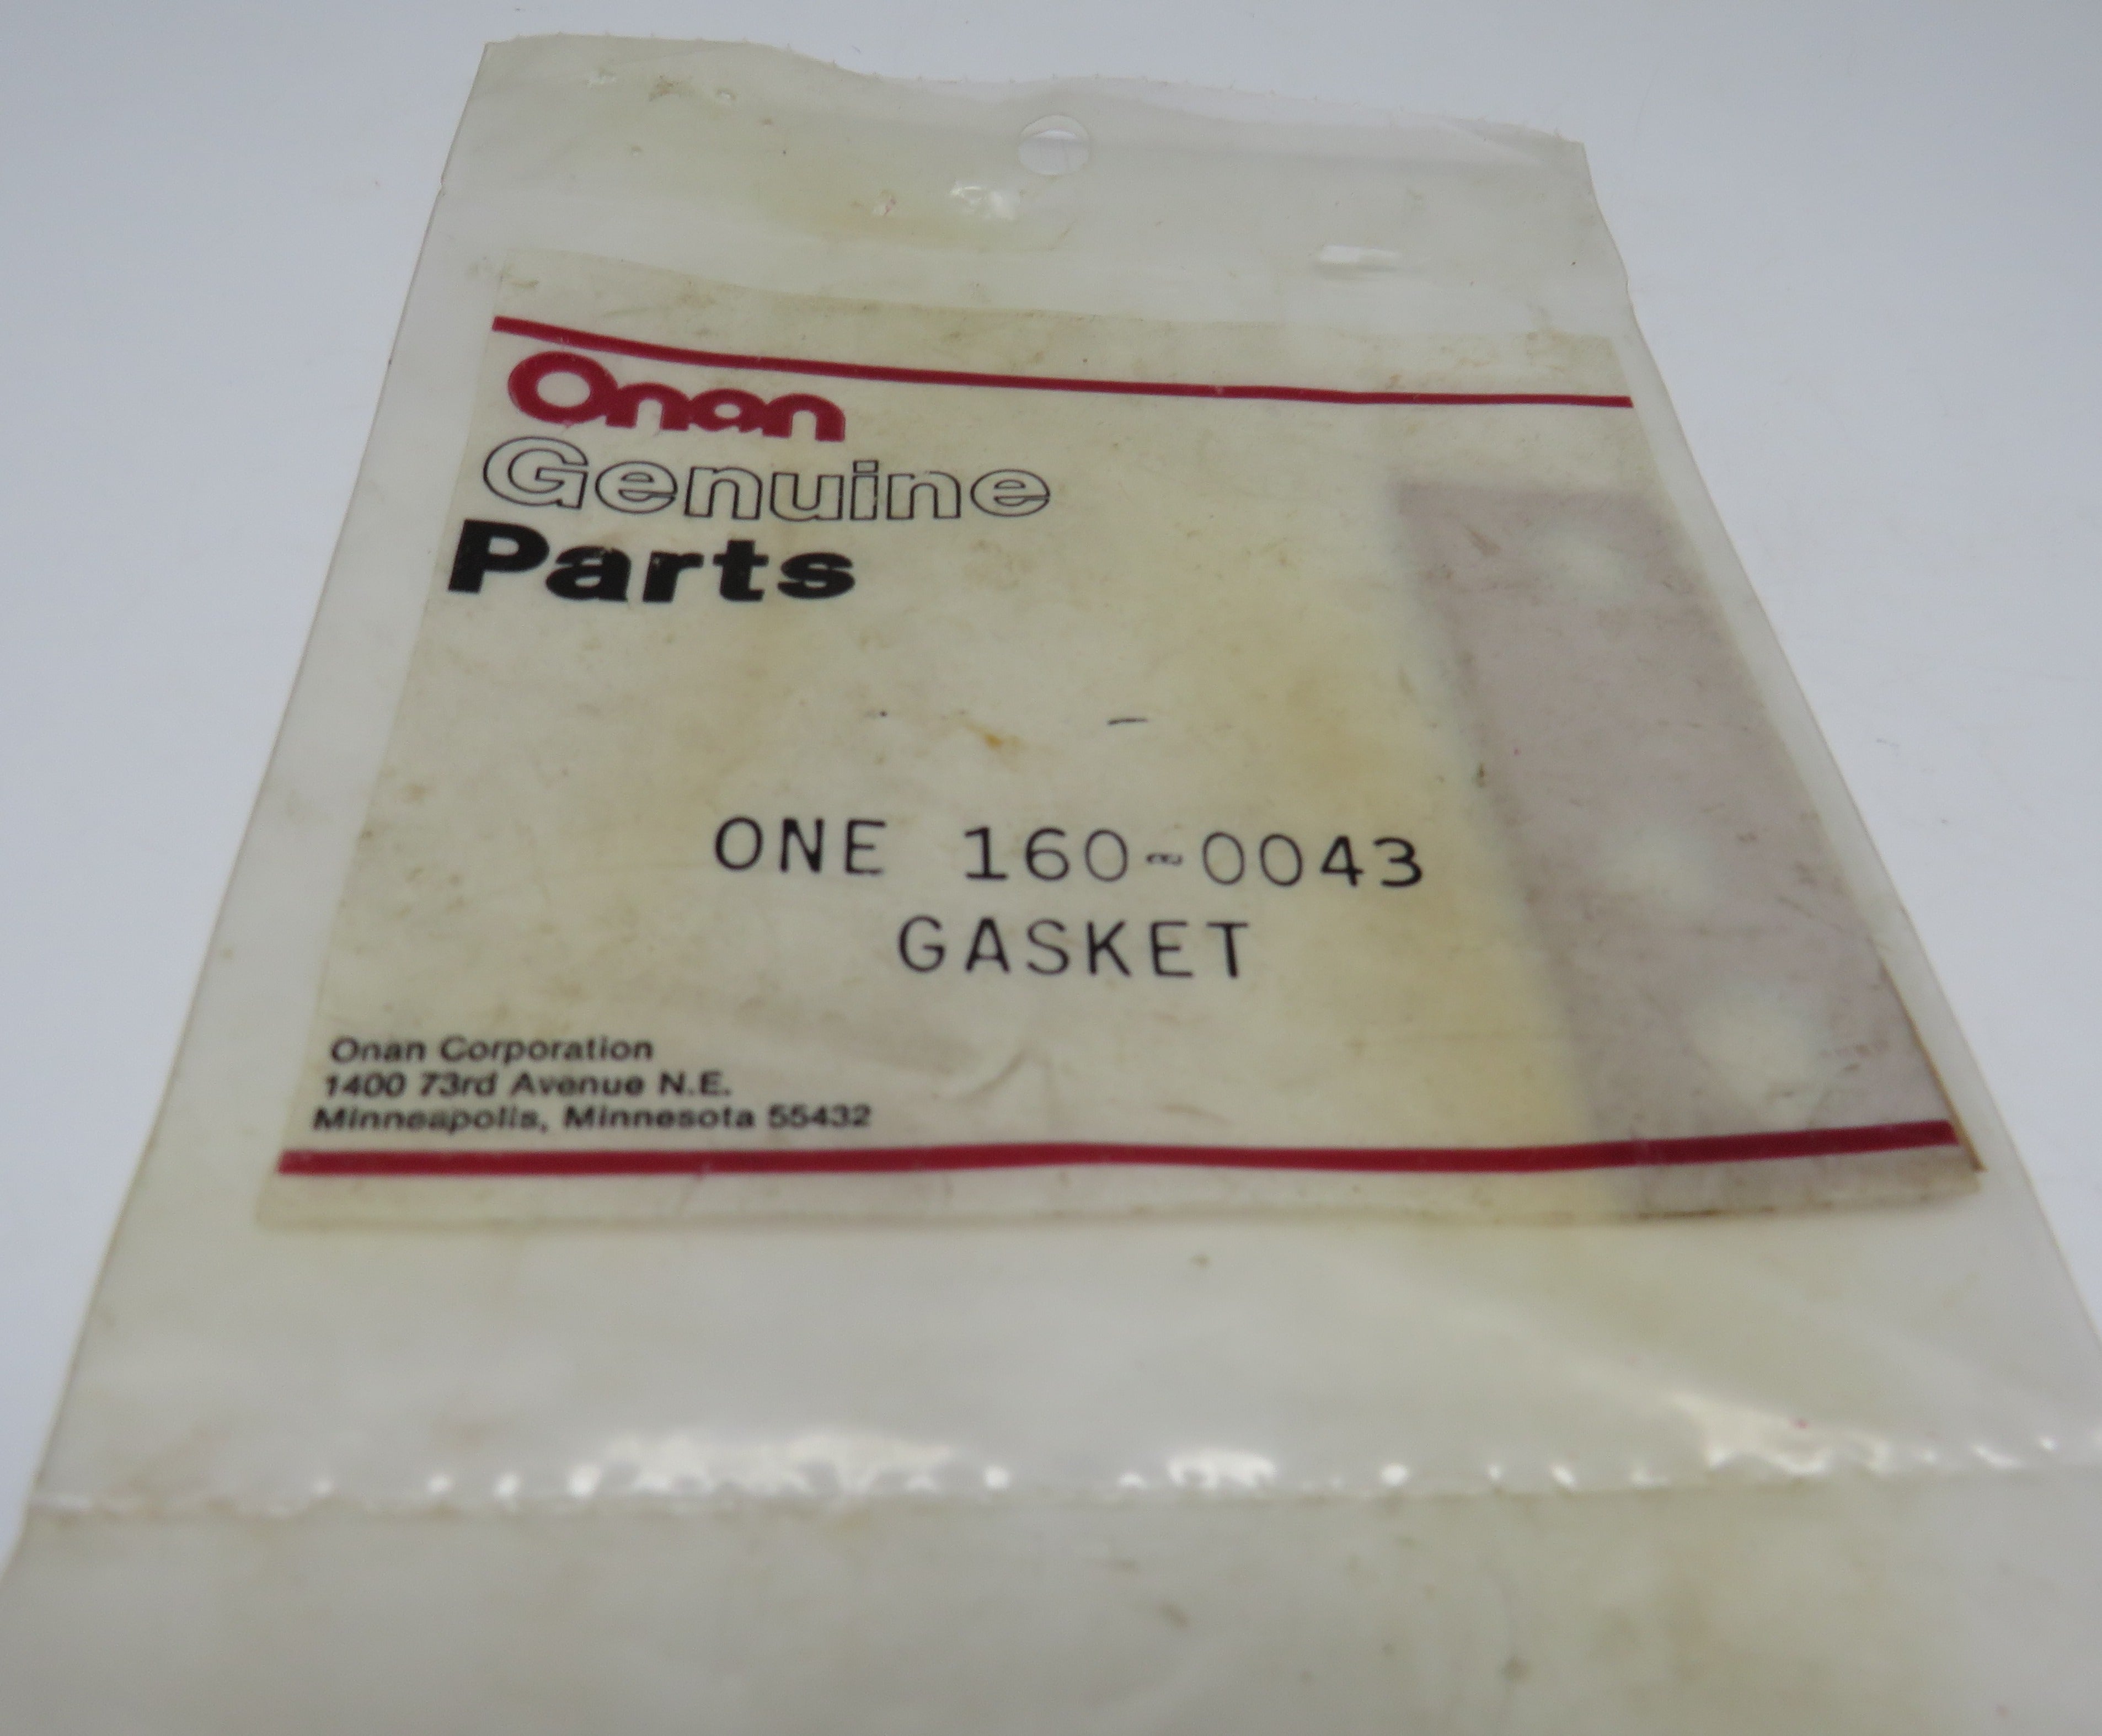 Onan
Genuine
Parts
ONE 160-0043
GASKET
Onan Corporation
1400 73rd Avenue N.E.
Minneapolis, Minnesota 55432